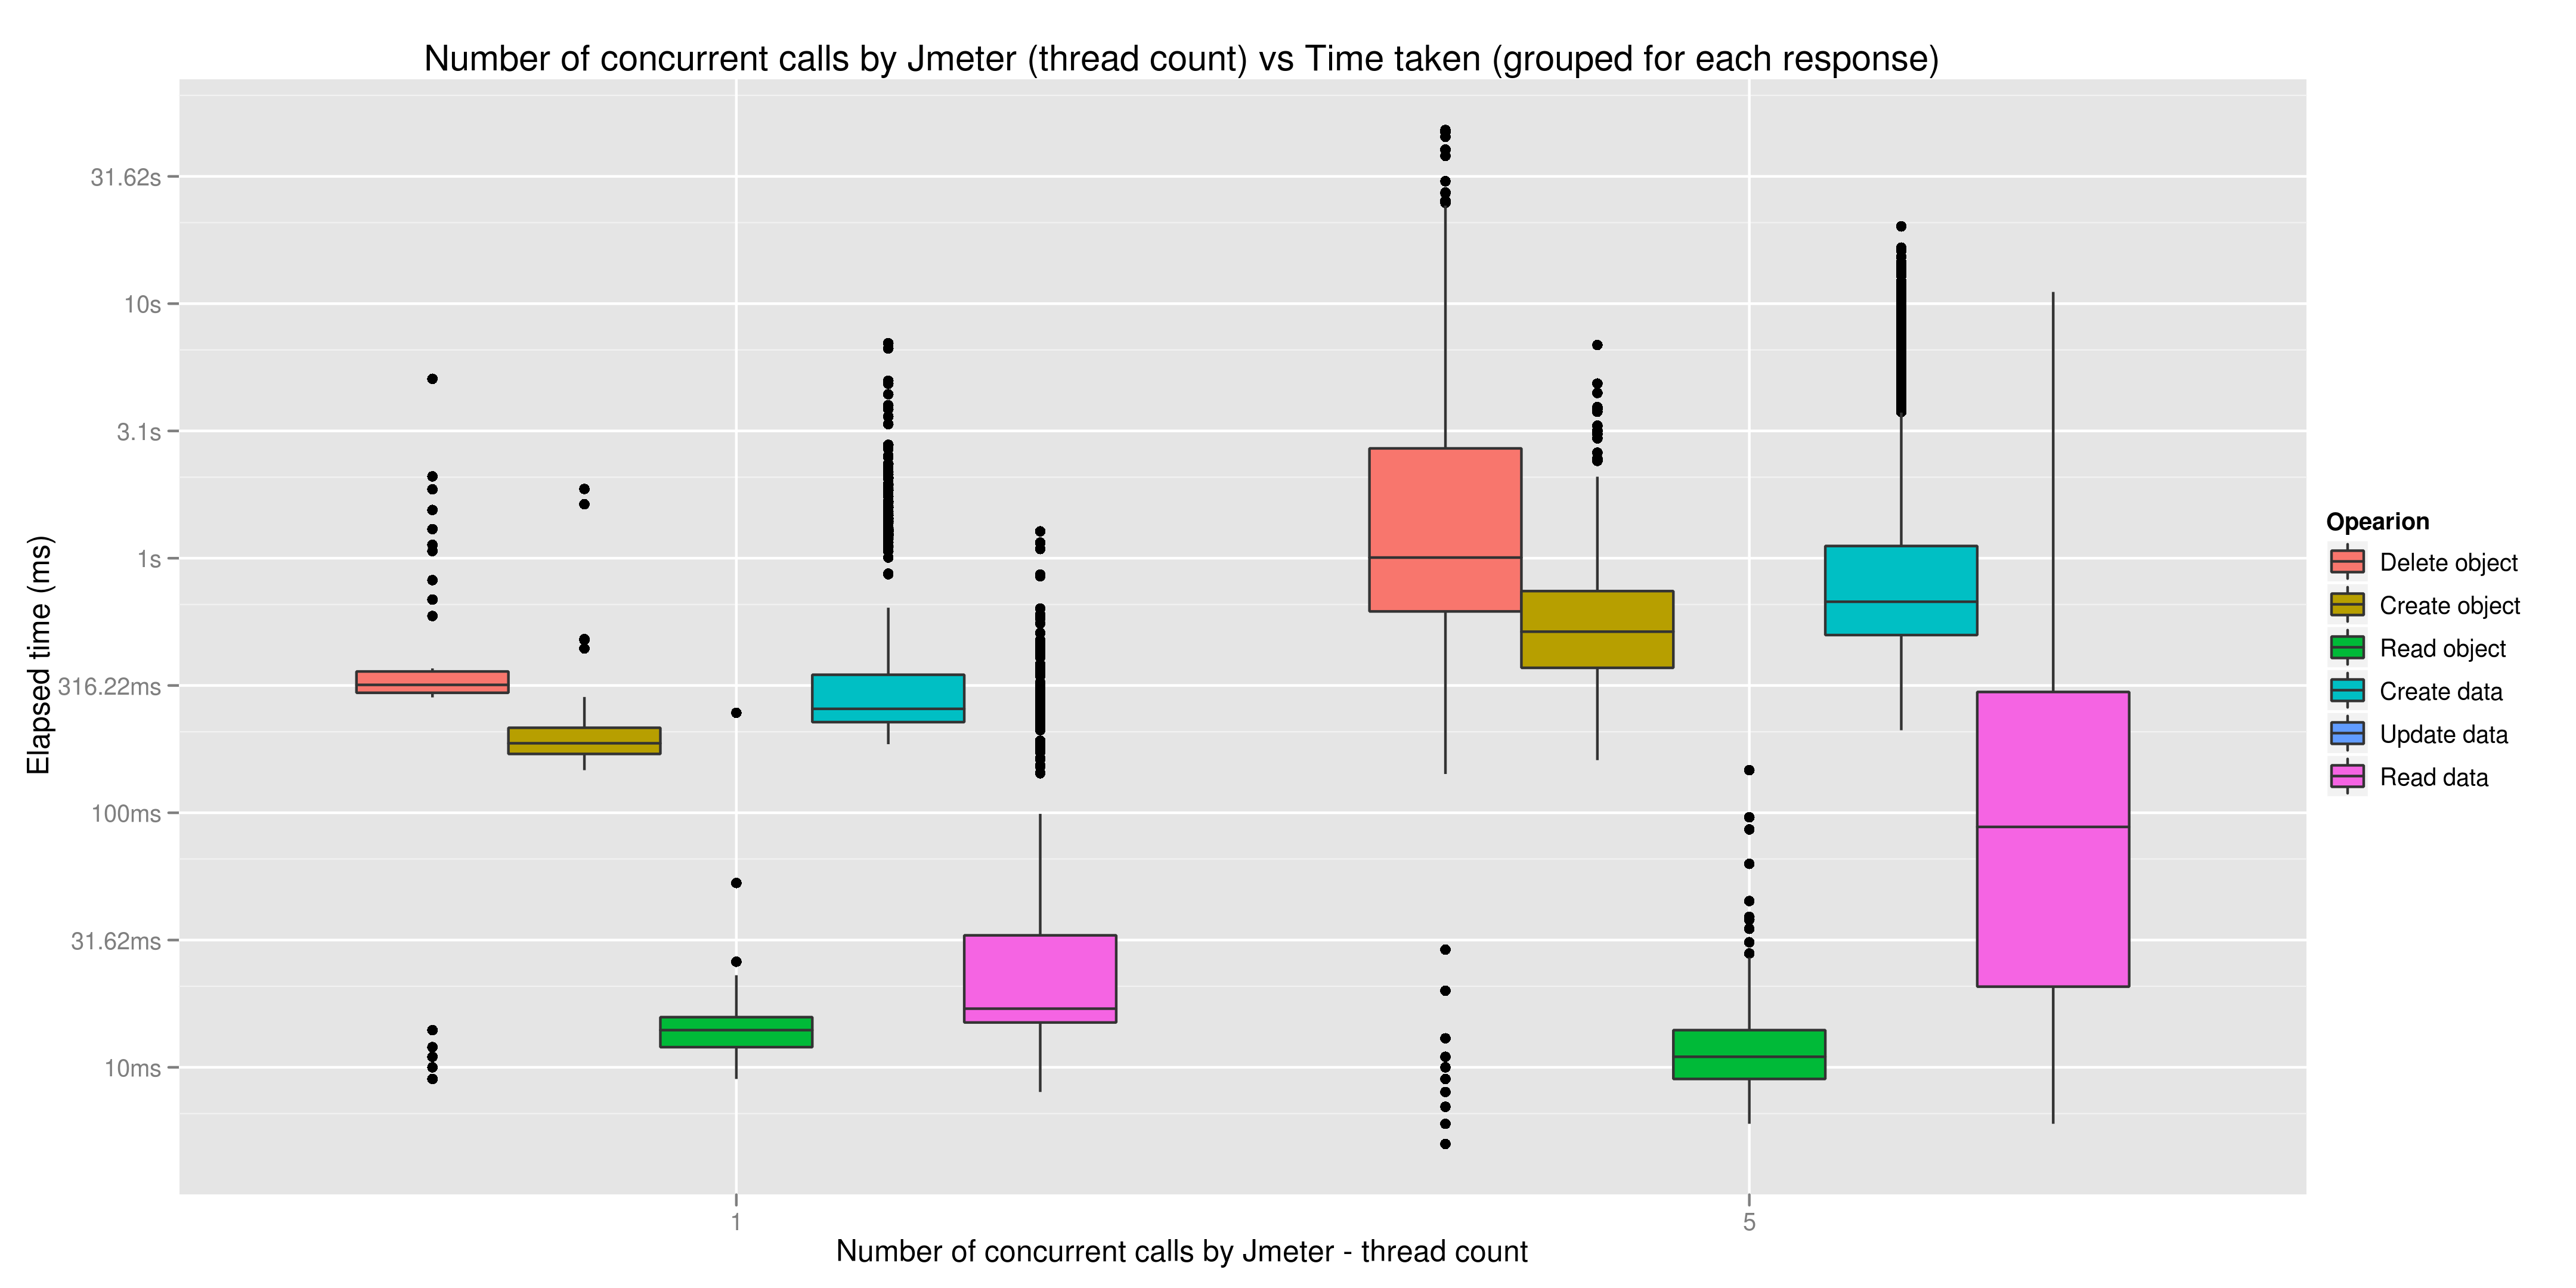 Number of concurrent calls by Jmeter (thread count) vs Time taken (grouped for each response)
Elapsed time (ms)
31.62s
10s
3.1s
1s
316.22ms
100ms
31.62ms
10ms
1
5
Number of concurrent calls by Jmeter - thread count
Opearion
Delete object
Create object
Read object
Create data
Update data
Read data